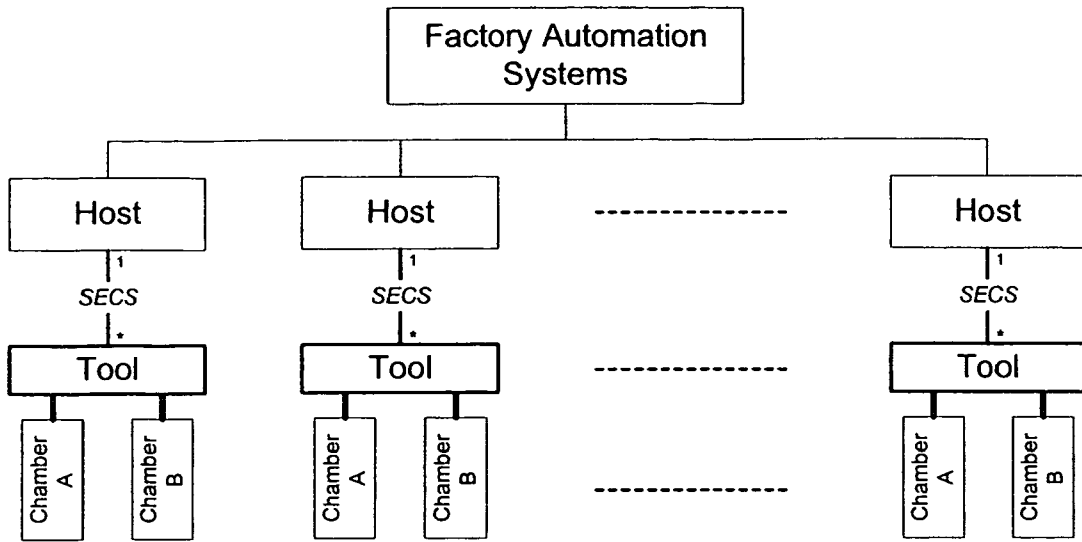 Factory Automation
Systems
Host
Host
Host
1
1
1
SECS
SECS
SECS
*
*
*
Tool
Tool
Tool
Chamber
A
Chamber
B
Chamber
A
Chamber
B
Chamber
A
Chamber
B